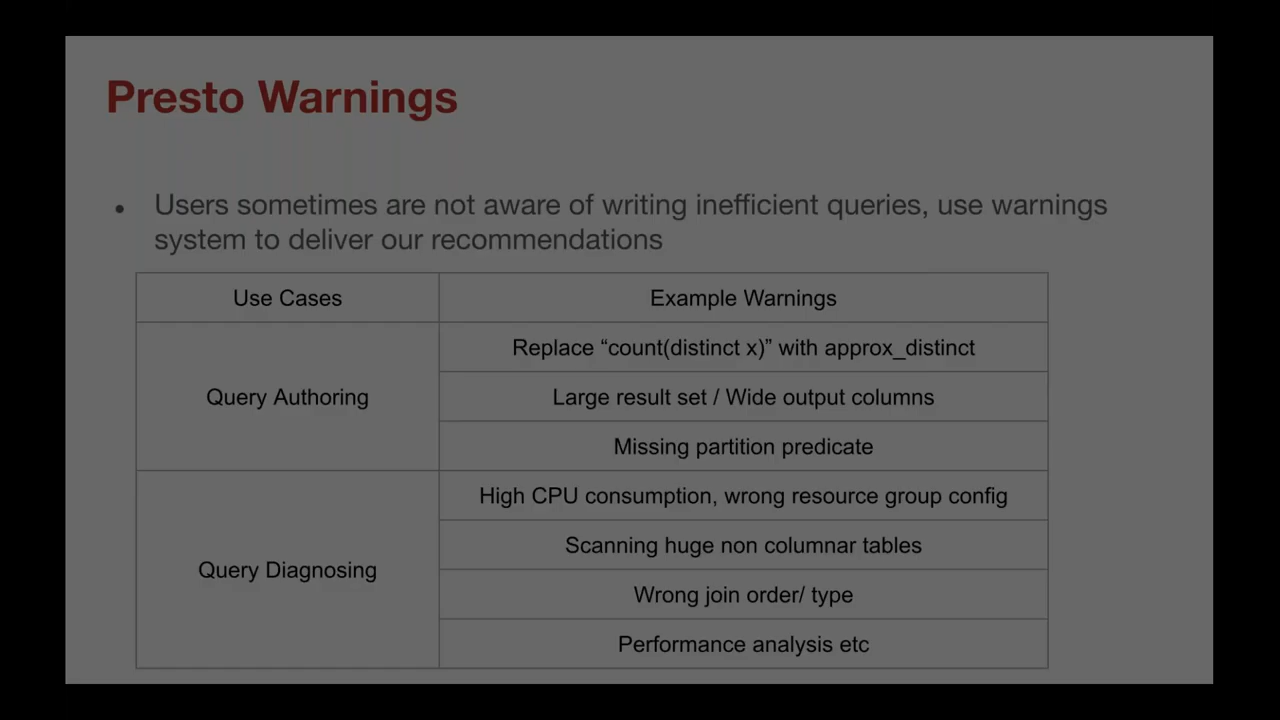 Presto Warnings
• Users sometimes are not aware of writing inefficient queries, use warnings
system to deliver our recommendations
Use Cases
Example Warnings
Query Authoring
Replace “count(distinct x)” with approx_distinct
Large result set / Wide output columns
Missing partition predicate
Query Diagnosing
High CPU consumption, wrong resource group config
Scanning huge non columnar tables
Wrong join order/ type
Performance analysis etc